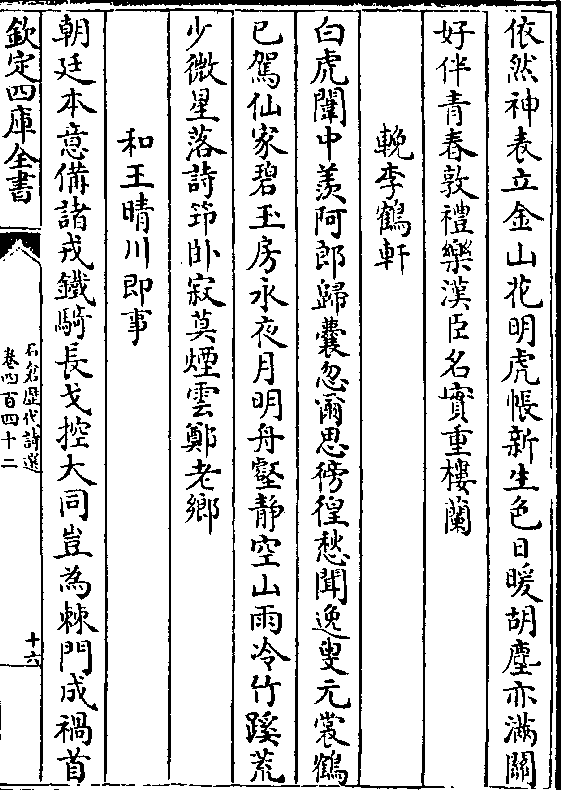 依然神表立金山花明虎帳新生色日暖胡塵亦滿關
好伴青春敦禮樂漢臣名實重樓蘭
輓李鶴軒
白虎闈中羨阿郎歸囊忽爾思徬徨愁聞逸叟元裳鶴
已駕仙家碧玉房永夜月明舟壑靜空山雨冷竹蹊荒
少微星落詩笻卧寂莫煙雲鄭老鄉
和王晴川即事
朝廷本意備諸戎鐵騎長戈控大同豈為棘門成禍首
欽定四庫全書
石倉歷代詩選
卷四百四十二
十六